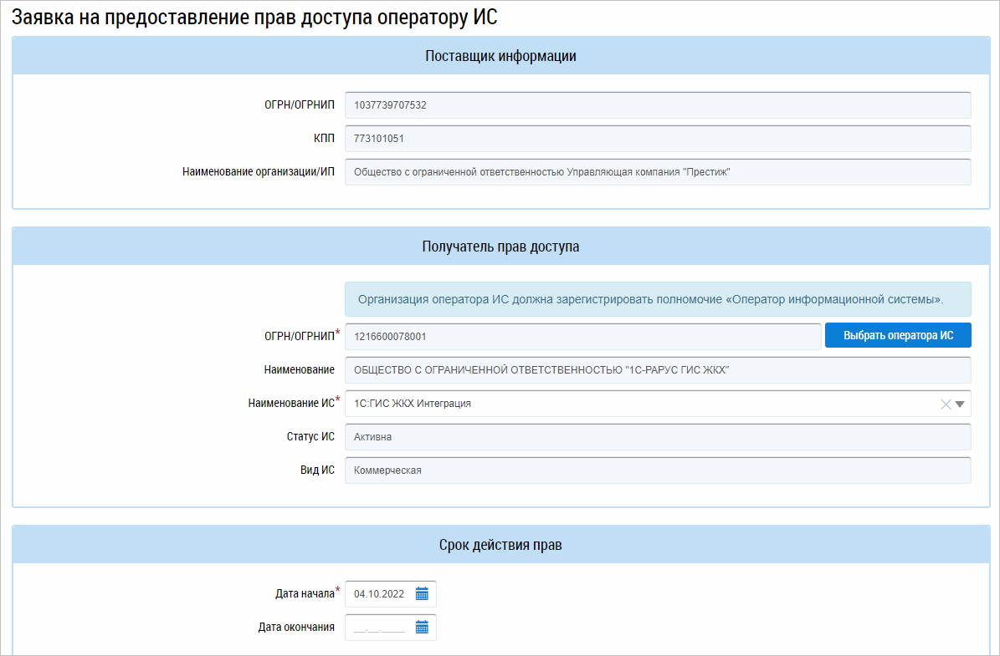 Заявка на предоставление прав доступа оператору ИС
Поставщик информации
ОГРН/ОГРНИП 1037739707532
КПП 773101051
Наименование организации/ИП Общество с ограниченной ответственностью Управляющая компания "Престиж"
Получатель прав доступа
Организация оператора ИС должна зарегистрировать полномочие «Оператор информационной системы».
ОГРН/ОГРНИП* 1216600078001 Выбрать оператора ИС
Наименование ОБЩЕСТВО С ОГРАНИЧЕННОЙ ОТВЕТСТВЕННОСТЬЮ "1С-РАРУС ГИС ЖКХ"
Наименование ИС* 1С:ГИС ЖКХ Интеграция
Статус ИС Активна
Вид ИС Коммерческая
Срок действия прав
Дата начала* 04.10.2022
Дата окончания __.__.____